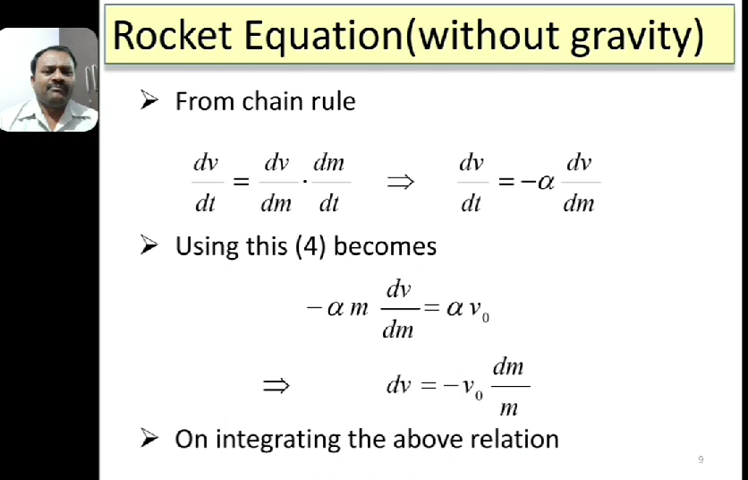 Rocket Equation(without gravity)
➢ From chain rule
dv/dt = dv/dm · dm/dt ⇒ dv/dt = −α dv/dm
➢ Using this (4) becomes
− α m dv/dm = α v₀
⇒ dv = − v₀ dm/m
➢ On integrating the above relation
9